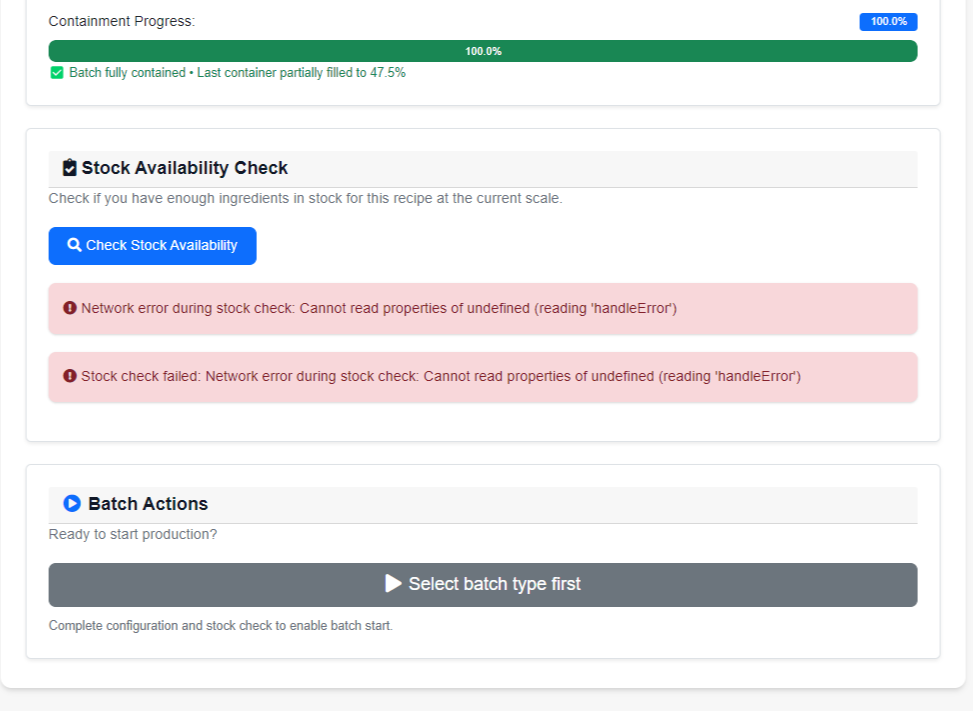 Containment Progress:
100.0%
100.0%
Batch fully contained • Last container partially filled to 47.5%
Stock Availability Check
Check if you have enough ingredients in stock for this recipe at the current scale.
Check Stock Availability
Network error during stock check: Cannot read properties of undefined (reading 'handleError')
Stock check failed: Network error during stock check: Cannot read properties of undefined (reading 'handleError')
Batch Actions
Ready to start production?
Select batch type first
Complete configuration and stock check to enable batch start.